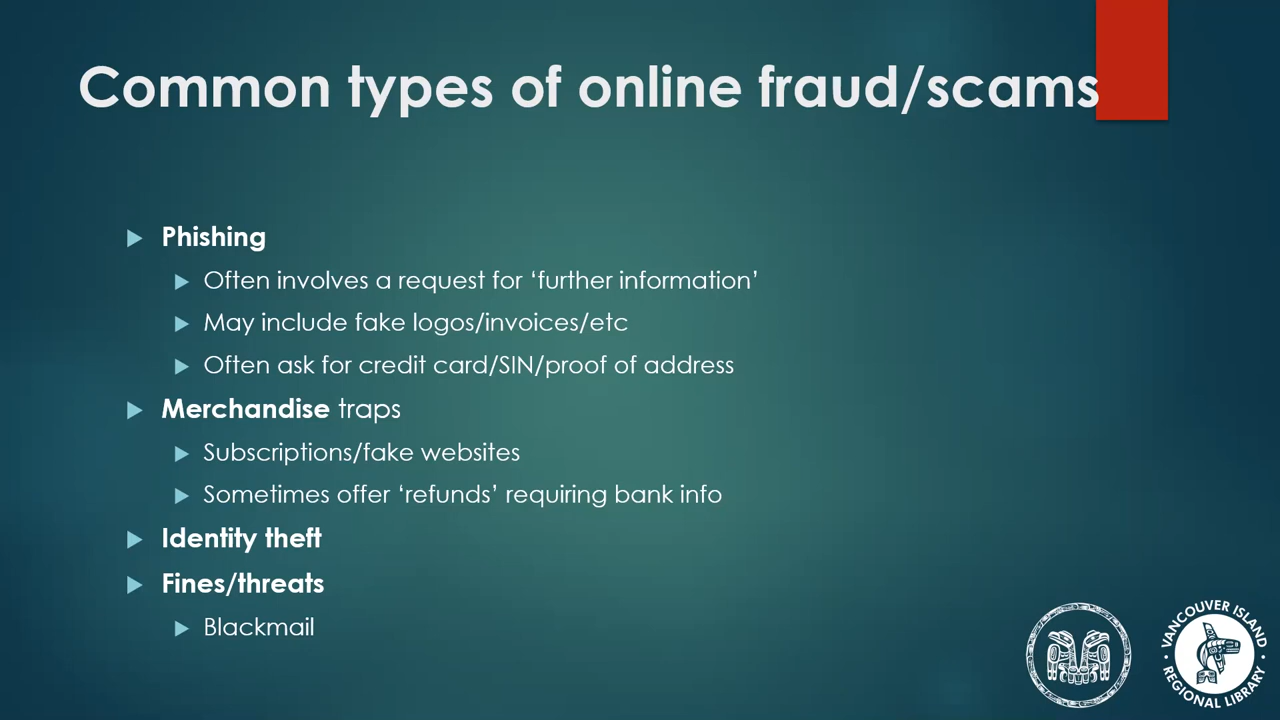 Common types of online fraud/scams
Phishing
Often involves a request for ‘further information’
May include fake logos/invoices/etc
Often ask for credit card/SIN/proof of address
Merchandise traps
Subscriptions/fake websites
Sometimes offer ‘refunds’ requiring bank info
Identity theft
Fines/threats
Blackmail
VANCOUVER ISLAND
REGIONAL LIBRARY